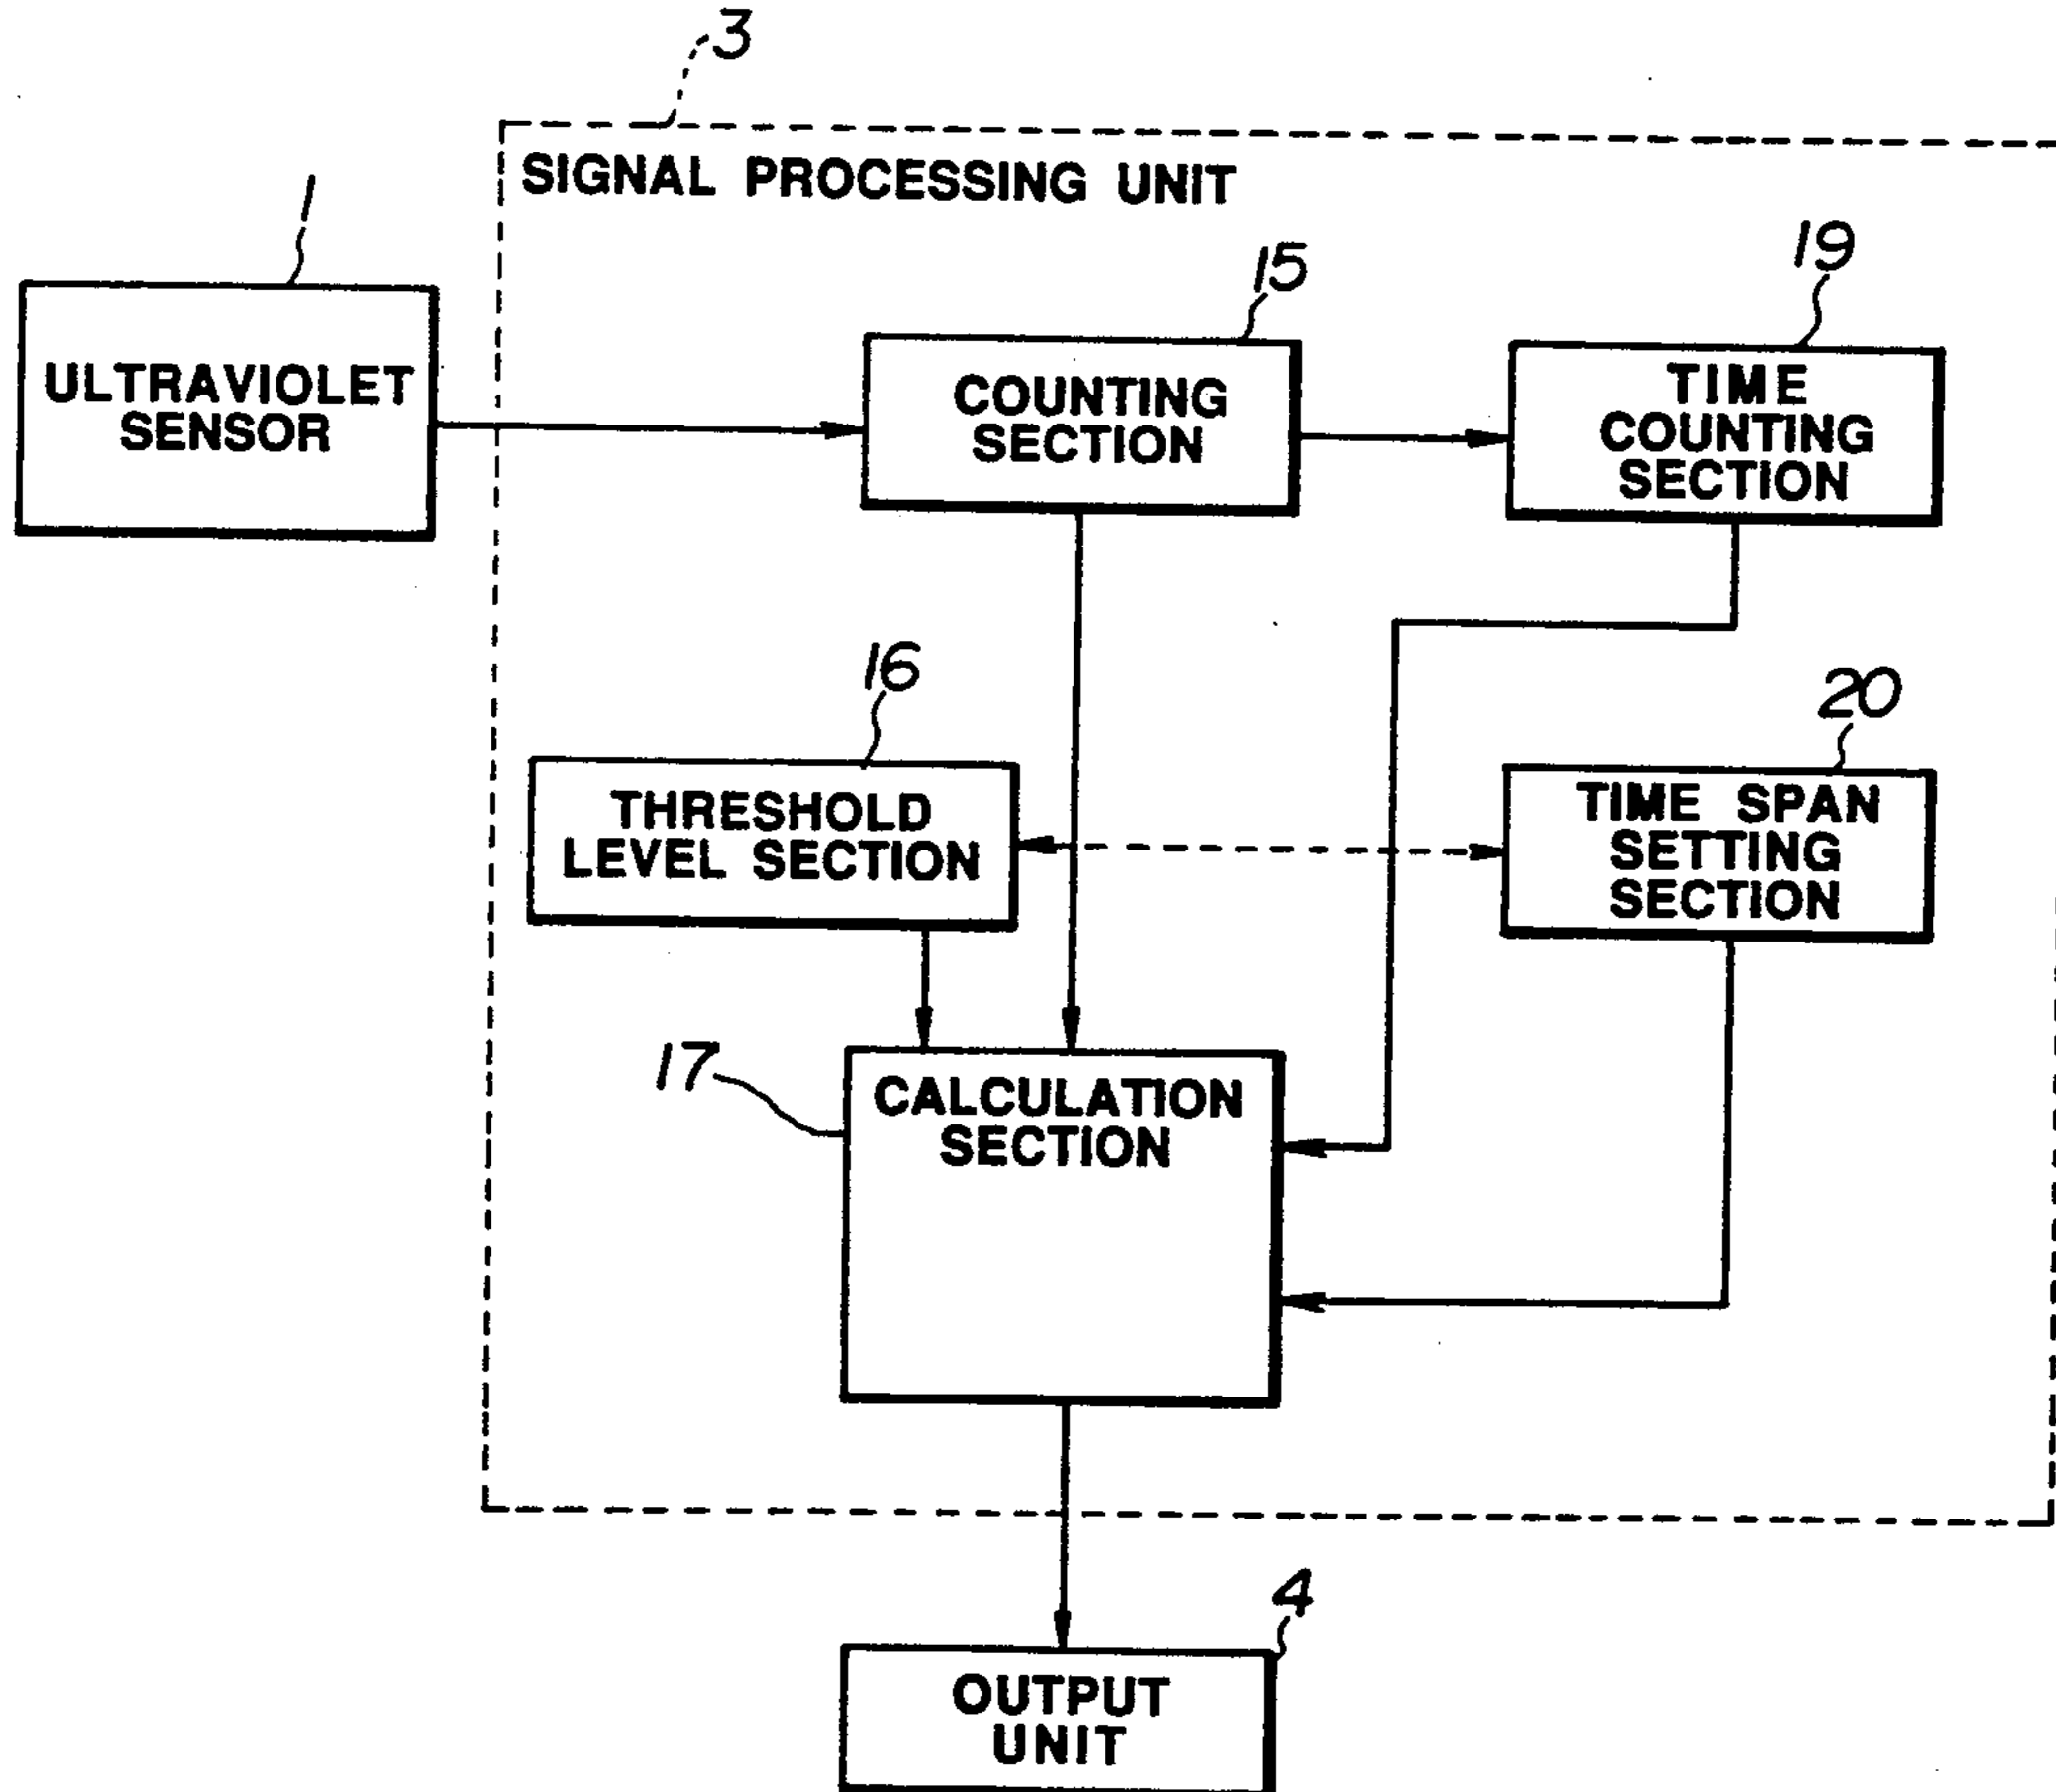 3
SIGNAL PROCESSING UNIT
1
ULTRAVIOLET
SENSOR
15
COUNTING
SECTION
19
TIME
COUNTING
SECTION
16
THRESHOLD
LEVEL SECTION
20
TIME SPAN
SETTING
SECTION
17
CALCULATION
SECTION
4
OUTPUT
UNIT